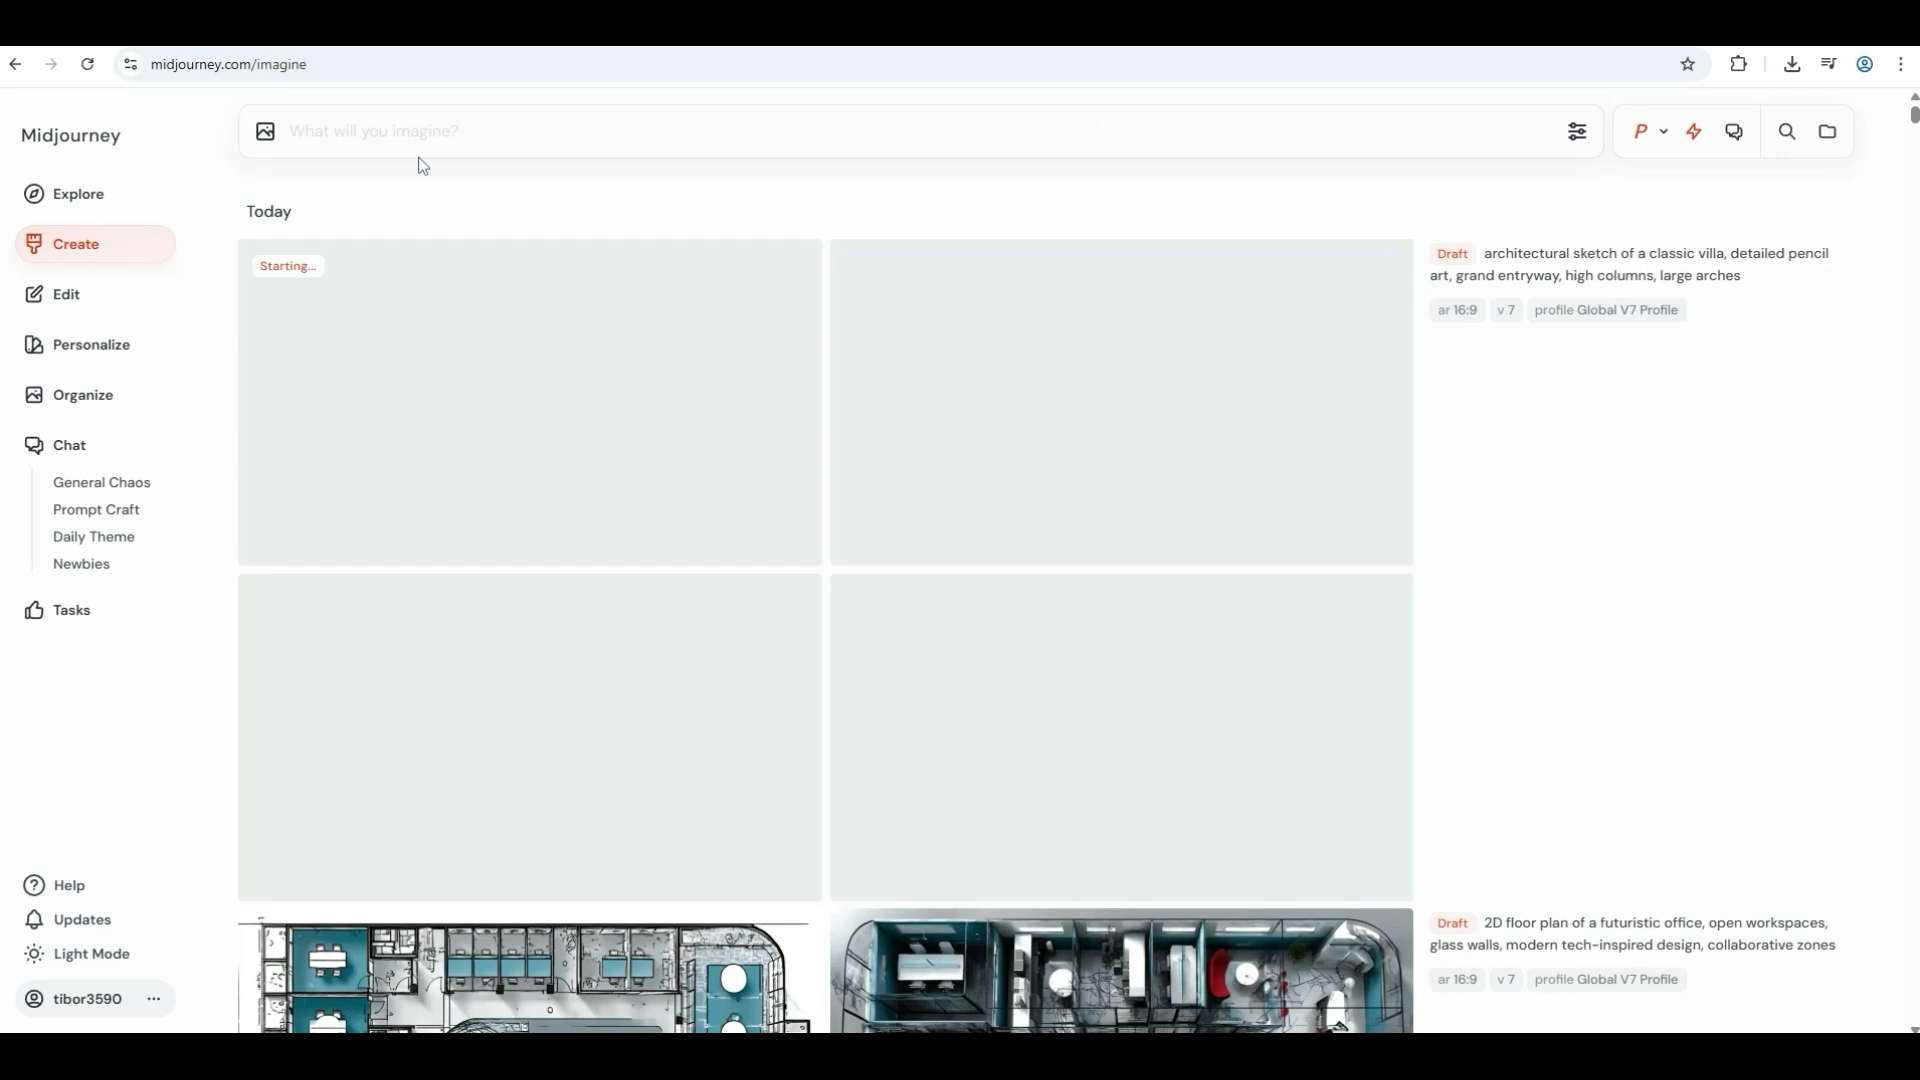 midjourney.com/imagine
Midjourney
What will you imagine?
P
Explore
Create
Edit
Personalize
Organize
Chat
General Chaos
Prompt Craft
Daily Theme
Newbies
Tasks
Help
Updates
Light Mode
tibor3590
Today
Starting...
Draft architectural sketch of a classic villa, detailed pencil
art, grand entryway, high columns, large arches
ar 16:9 v 7 profile Global V7 Profile
Draft 2D floor plan of a futuristic office, open workspaces,
glass walls, modern tech-inspired design, collaborative zones
ar 16:9 v 7 profile Global V7 Profile